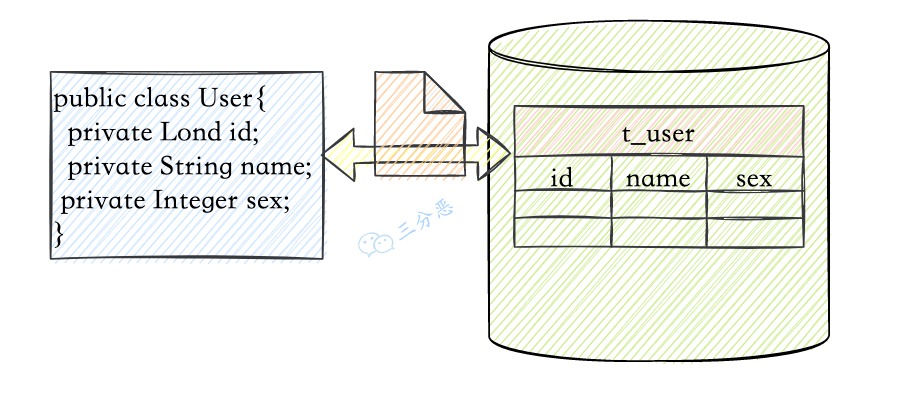 public class User{
private Lond id;
private String name;
private Integer sex;
}
三分恶
t_user
id name sex